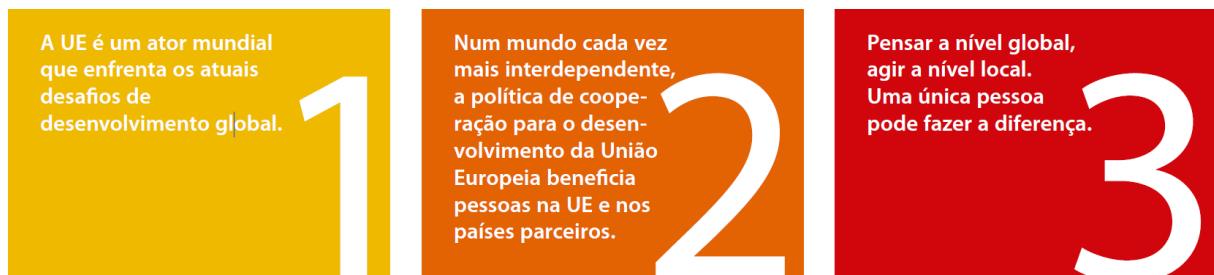 A UE é um ator mundial
que enfrenta os atuais
desafios de
desenvolvimento global.
1
Num mundo cada vez
mais interdependente,
a política de coope-
ração para o desen-
volvimento da União
Europeia beneficia
pessoas na UE e nos
países parceiros.
2
Pensar a nível global,
agir a nível local.
Uma única pessoa
pode fazer a diferença.
3